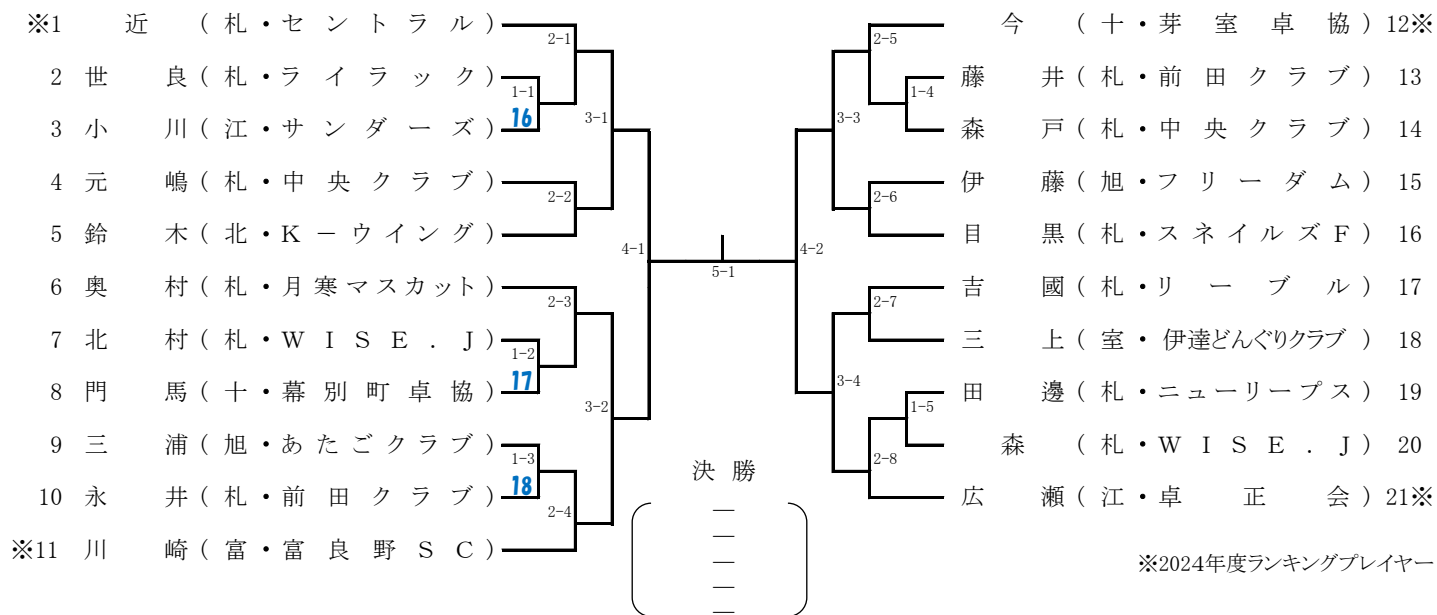 ※1 近 (札・セントラル)
2-1
2 世良(札・ライラック)
1-1
16
3 小川(江・サンダーズ)
3-1
4 元嶋(札・中央クラブ)
2-2
5 鈴木(北・K－ウイング)
4-1
6 奥村(札・月寒マスカット)
2-3
7 北村(札・WISE.J)
1-2
17
8 門馬(十・幕別町卓協)
3-2
9 三浦(旭・あたごクラブ)
1-3
18
10 永井(札・前田クラブ)
2-4
※11 川崎(富・富良野SC)
5-1
決勝
―
―
―
―
―
今 (十・芽室卓協) 12※
2-5
藤井(札・前田クラブ) 13
1-4
森戸(札・中央クラブ) 14
3-3
伊藤(旭・フリーダム) 15
2-6
目黒(札・スネイルズF) 16
4-2
吉國(札・リーブル) 17
2-7
三上(室・伊達どんぐりクラブ) 18
3-4
田邊(札・ニューリープス) 19
1-5
森 (札・WISE.J) 20
2-8
広瀬(江・卓正会) 21※
※2024年度ランキングプレイヤー